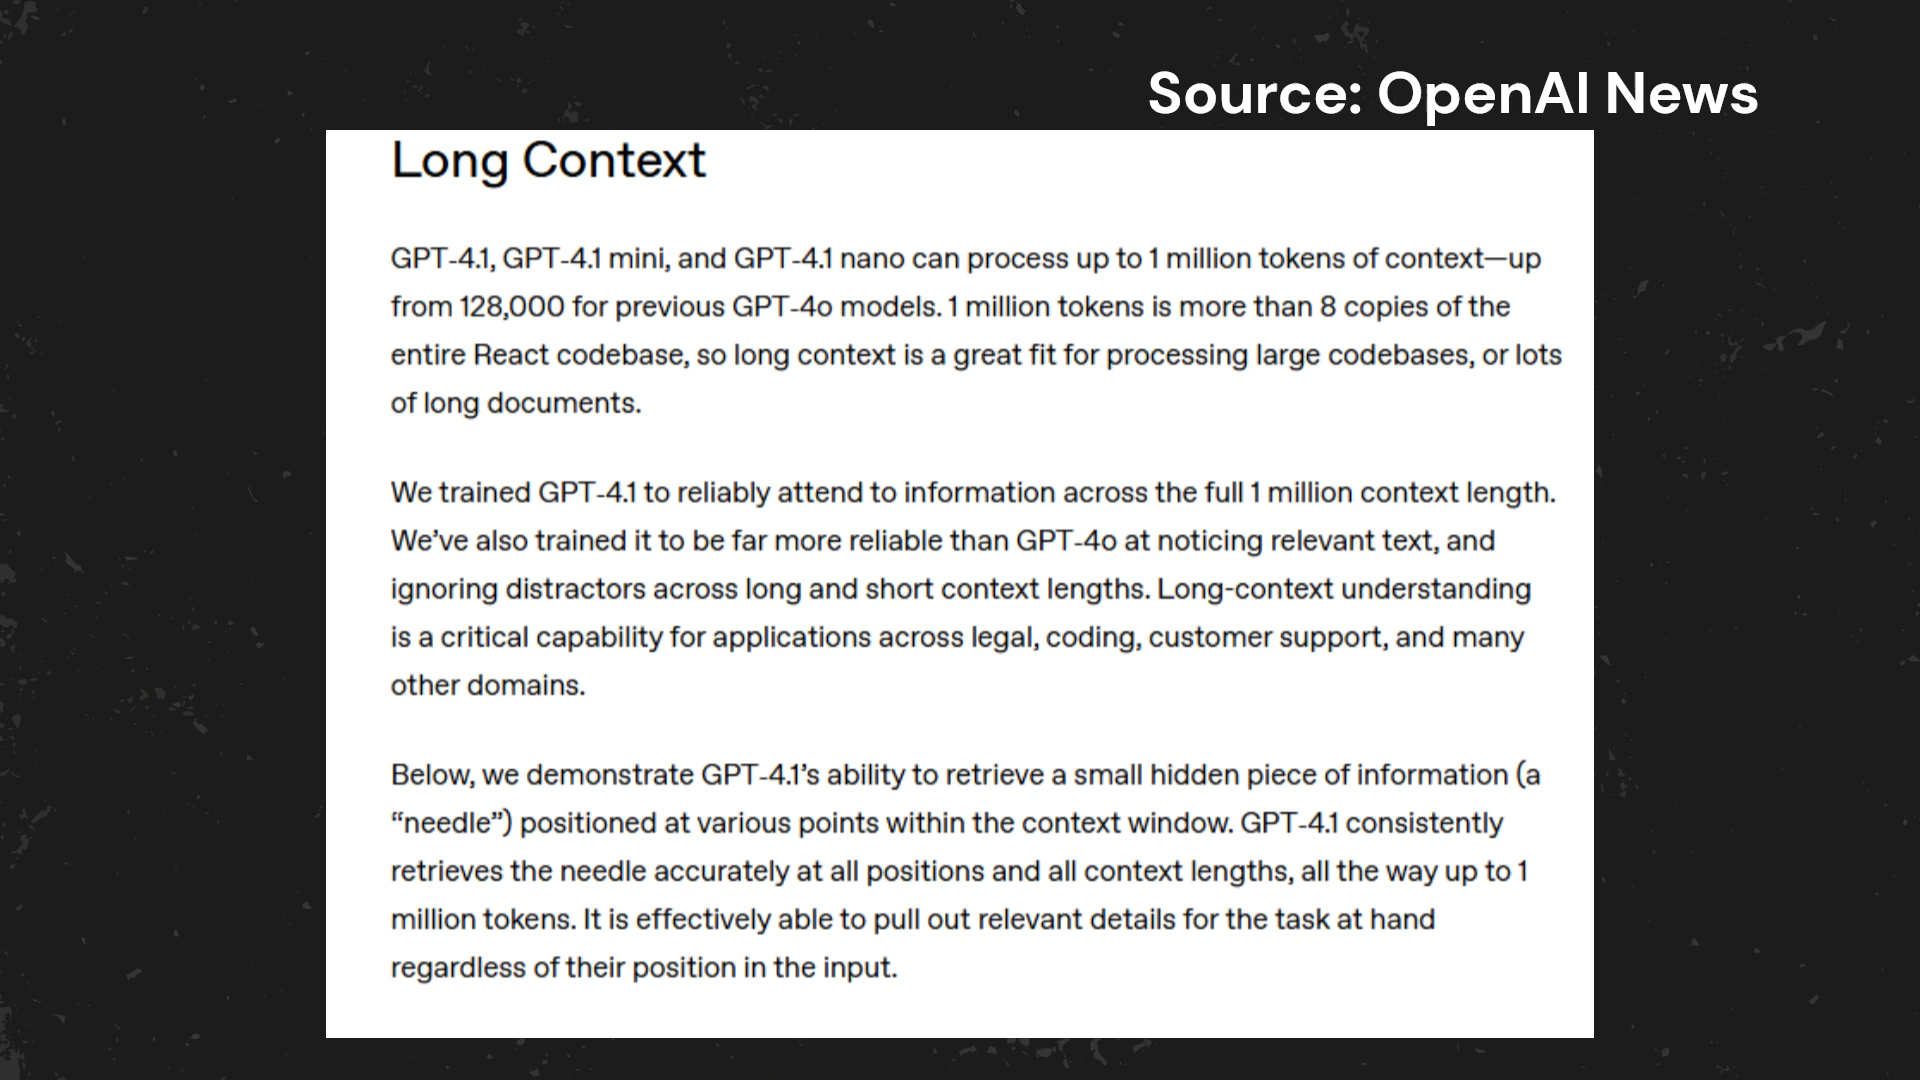 Source: OpenAI News
Long Context
GPT-4.1, GPT-4.1 mini, and GPT-4.1 nano can process up to 1 million tokens of context—up
from 128,000 for previous GPT-4o models. 1 million tokens is more than 8 copies of the
entire React codebase, so long context is a great fit for processing large codebases, or lots
of long documents.
We trained GPT-4.1 to reliably attend to information across the full 1 million context length.
We’ve also trained it to be far more reliable than GPT-4o at noticing relevant text, and
ignoring distractors across long and short context lengths. Long-context understanding
is a critical capability for applications across legal, coding, customer support, and many
other domains.
Below, we demonstrate GPT-4.1’s ability to retrieve a small hidden piece of information (a
“needle”) positioned at various points within the context window. GPT-4.1 consistently
retrieves the needle accurately at all positions and all context lengths, all the way up to 1
million tokens. It is effectively able to pull out relevant details for the task at hand
regardless of their position in the input.